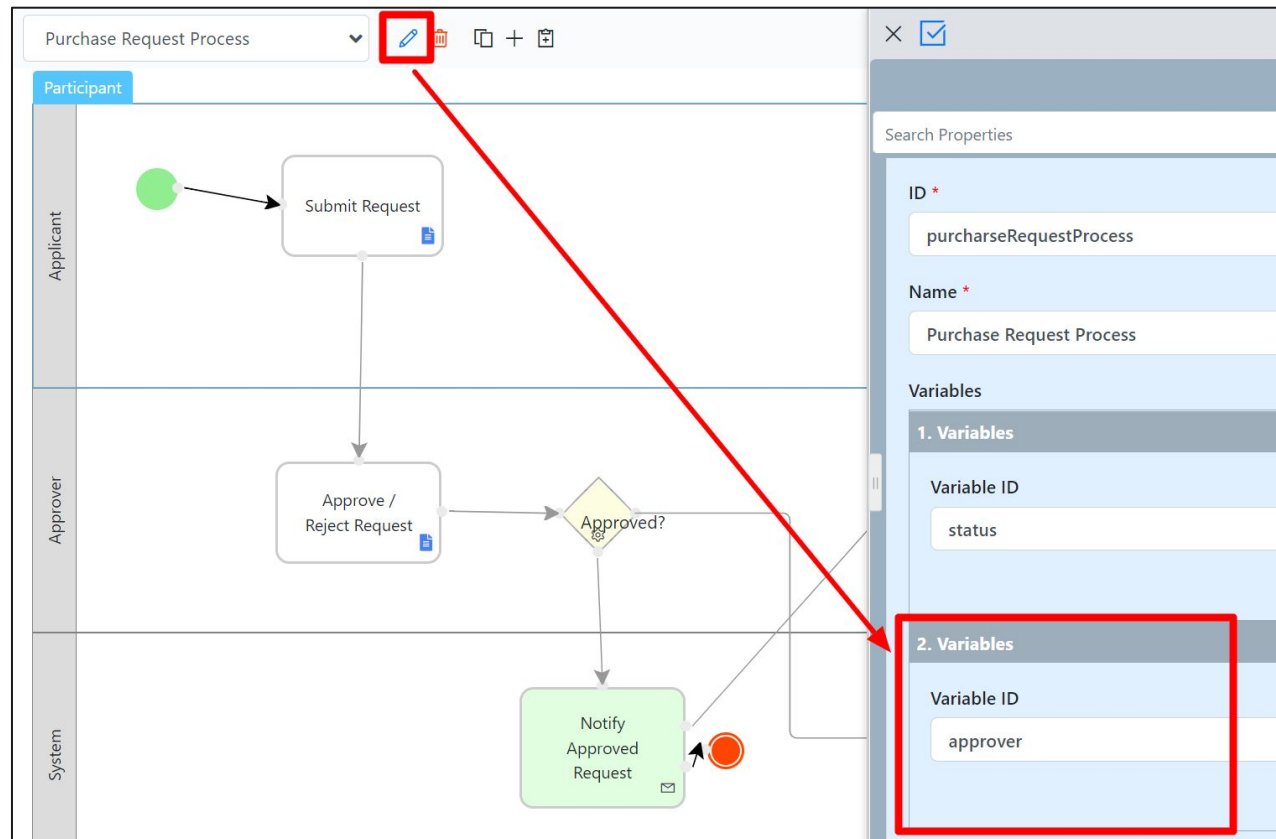 Purchase Request Process
Participant
Applicant
Submit Request
Approver
Approve /
Reject Request
Approved?
System
Notify
Approved
Request
Search Properties
ID *
purcharseRequestProcess
Name *
Purchase Request Process
Variables
1. Variables
Variable ID
status
2. Variables
Variable ID
approver